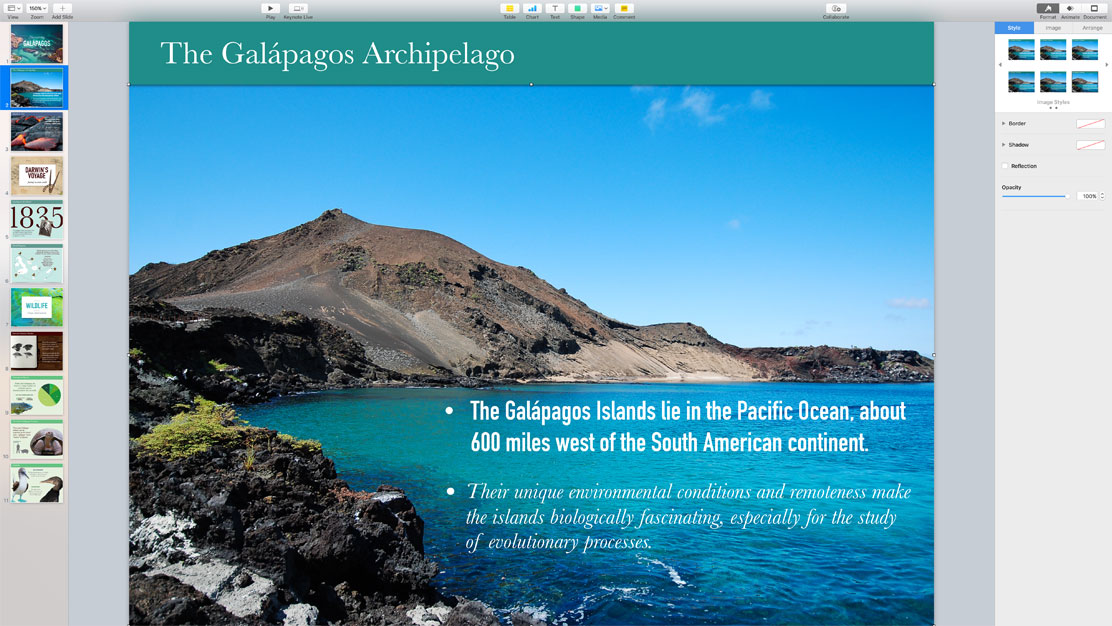 View
150%
Zoom
Add Slide
Play
Keynote Live
Table
Chart
Text
Shape
Media
Comment
Collaborate
Format
Animate
Document
GALÁPAGOS
1
2
3
DARWIN'S
VOYAGE
4
1835
5
6
WILDLIFE
7
8
9
10
11
The Galápagos Archipelago
• The Galápagos Islands lie in the Pacific Ocean, about
600 miles west of the South American continent.
• Their unique environmental conditions and remoteness make
the islands biologically fascinating, especially for the study
of evolutionary processes.
Style
Image
Arrange
Image Styles
Border
Shadow
Reflection
Opacity
100%